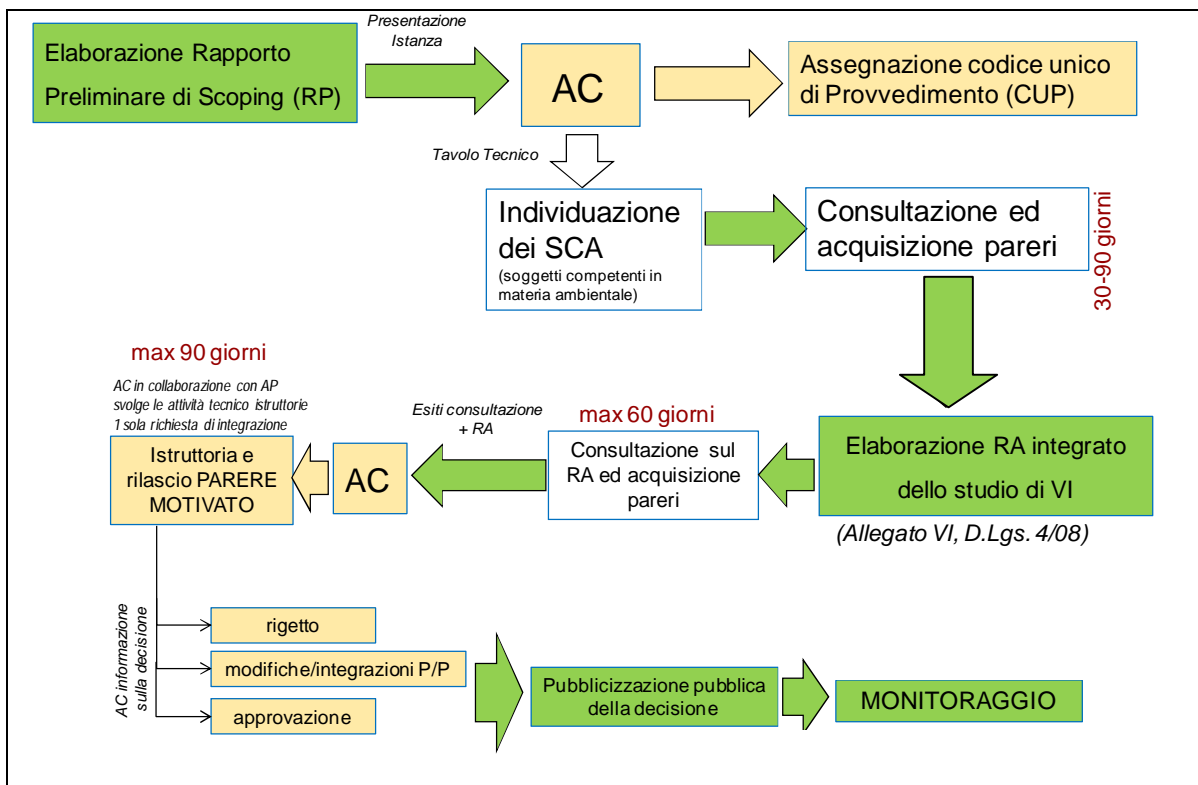 Elaborazione Rapporto
Preliminare di Scoping (RP)
Presentazione
Istanza
AC
Assegnazione codice unico
di Provvedimento (CUP)
Tavolo Tecnico
Individuazione
dei SCA
(soggetti competenti in
materia ambientale)
Consultazione ed
acquisizione pareri
30-90 giorni
max 90 giorni
AC in collaborazione con AP
svolge le attività tecnico istruttorie
1 sola richiesta di integrazione
Istruttoria e
rilascio PARERE
MOTIVATO
AC
Esiti consultazione
+ RA
max 60 giorni
Consultazione sul
RA ed acquisizione
pareri
Elaborazione RA integrato
dello studio di VI
(Allegato VI, D.Lgs. 4/08)
AC informazione
sulla decisione
rigetto
modifiche/integrazioni P/P
approvazione
Pubblicizzazione pubblica
della decisione
MONITORAGGIO